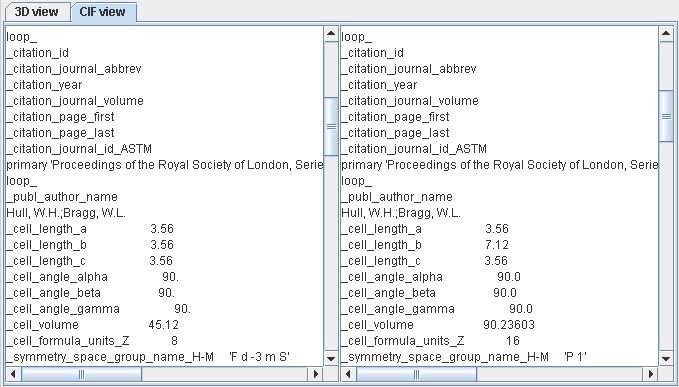 3D view
CIF view
loop_
_citation_id
_citation_journal_abbrev
_citation_year
_citation_journal_volume
_citation_page_first
_citation_page_last
_citation_journal_id_ASTM
primary 'Proceedings of the Royal Society of London, Serie
loop_
_publ_author_name
Hull, W.H.;Bragg, W.L.
_cell_length_a 3.56
_cell_length_b 3.56
_cell_length_c 3.56
_cell_angle_alpha 90.
_cell_angle_beta 90.
_cell_angle_gamma 90.
_cell_volume 45.12
_cell_formula_units_Z 8
_symmetry_space_group_name_H-M 'F d -3 m S'
loop_
_citation_id
_citation_journal_abbrev
_citation_year
_citation_journal_volume
_citation_page_first
_citation_page_last
_citation_journal_id_ASTM
primary 'Proceedings of the Royal Society of London, Serie
loop_
_publ_author_name
Hull, W.H.;Bragg, W.L.
_cell_length_a 3.56
_cell_length_b 7.12
_cell_length_c 3.56
_cell_angle_alpha 90.0
_cell_angle_beta 90.0
_cell_angle_gamma 90.0
_cell_volume 90.23603
_cell_formula_units_Z 16
_symmetry_space_group_name_H-M 'P 1'